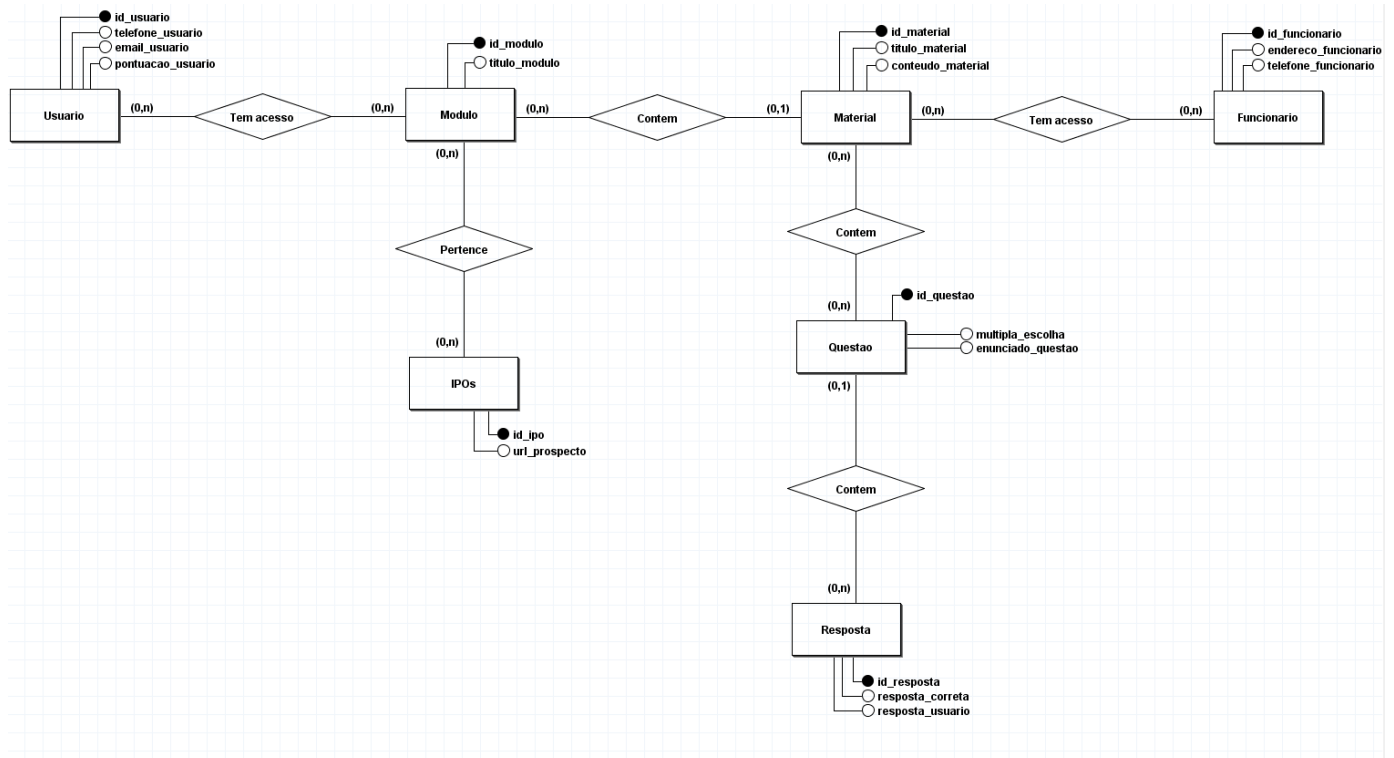 id_usuario
telefone_usuario
email_usuario
pontuacao_usuario
Usuario
(0,n)
Tem acesso
(0,n)
id_modulo
titulo_modulo
Modulo
(0,n)
Contem
(0,1)
id_material
titulo_material
conteudo_material
Material
(0,n)
Tem acesso
(0,n)
id_funcionario
endereco_funcionario
telefone_funcionario
Funcionario
(0,n)
Pertence
(0,n)
IPOs
id_ipo
url_prospecto
(0,n)
Contem
(0,n)
id_questao
multipla_escolha
enunciado_questao
Questao
(0,1)
Contem
(0,n)
Resposta
id_resposta
resposta_correta
resposta_usuario